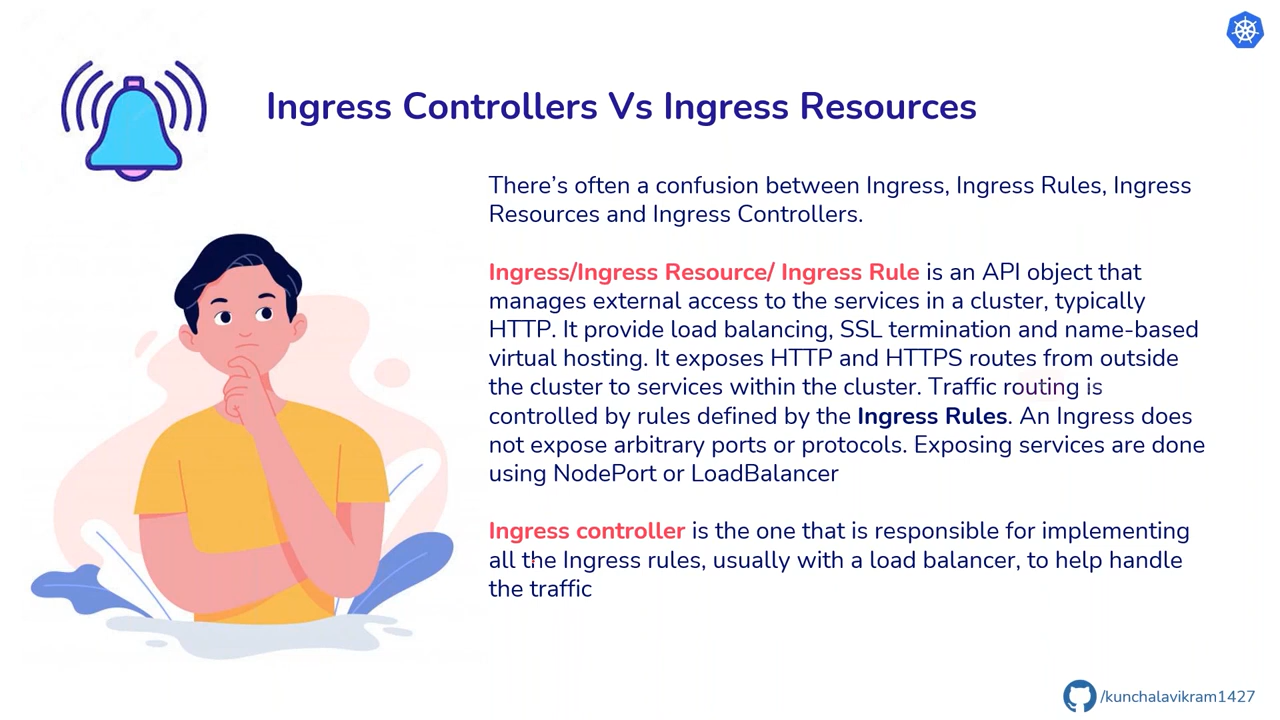 Ingress Controllers Vs Ingress Resources
There’s often a confusion between Ingress, Ingress Rules, Ingress
Resources and Ingress Controllers.
Ingress/Ingress Resource/ Ingress Rule is an API object that
manages external access to the services in a cluster, typically
HTTP. It provide load balancing, SSL termination and name-based
virtual hosting. It exposes HTTP and HTTPS routes from outside
the cluster to services within the cluster. Traffic routing is
controlled by rules defined by the Ingress Rules. An Ingress does
not expose arbitrary ports or protocols. Exposing services are done
using NodePort or LoadBalancer
Ingress controller is the one that is responsible for implementing
all the Ingress rules, usually with a load balancer, to help handle
the traffic
/kunchalavikram1427